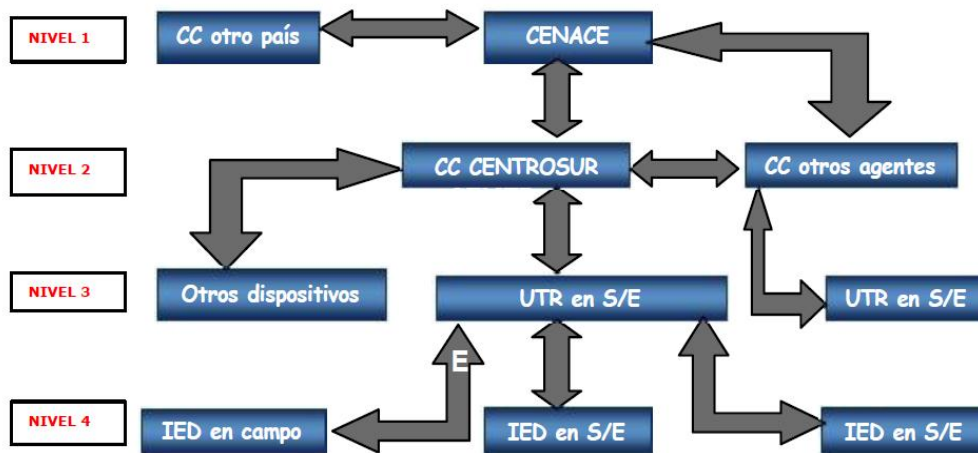 NIVEL 1
CC otro país
CENACE
NIVEL 2
CC CENTROSUR
CC otros agentes
NIVEL 3
Otros dispositivos
UTR en S/E
UTR en S/E
E
NIVEL 4
IED en campo
IED en S/E
IED en S/E